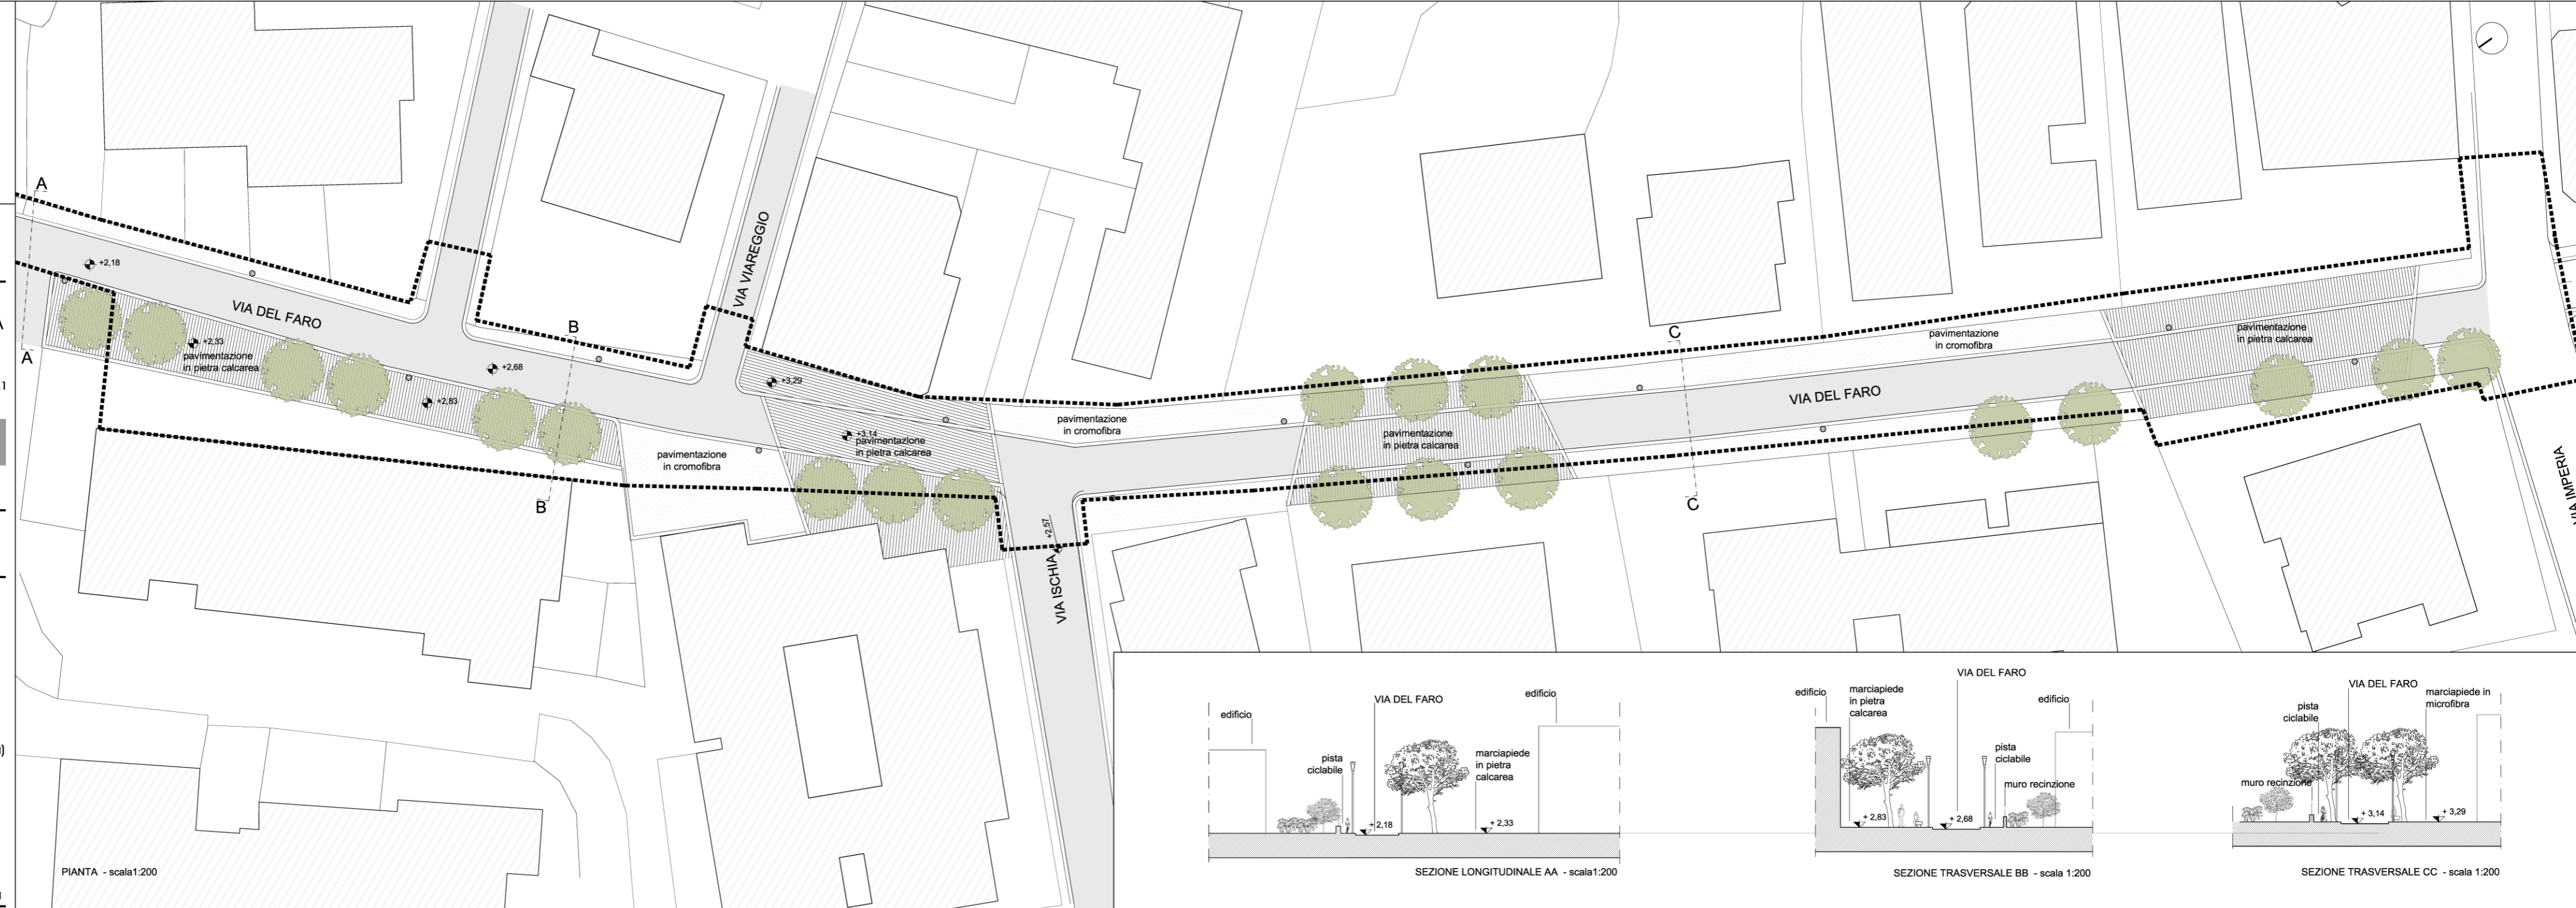 A
A
+2,18
VIA DEL FARO
+2,33
pavimentazione
in pietra calcarea
+2,68
+2,83
B
B
VIA VIAREGGIO
+3,29
+3,14
pavimentazione
in pietra calcarea
pavimentazione
in cromofibra
pavimentazione
in cromofibra
+2,57
VIA ISCHIA
pavimentazione
in pietra calcarea
C
C
VIA DEL FARO
pavimentazione
in cromofibra
pavimentazione
in pietra calcarea
VIA IMPERIA
PIANTA - scala1:200
edificio
pista
ciclabile
VIA DEL FARO
marciapiede
in pietra
calcarea
edificio
+ 2,18
+ 2,33
SEZIONE LONGITUDINALE AA - scala1:200
edificio
marciapiede
in pietra
calcarea
VIA DEL FARO
pista
ciclabile
edificio
muro recinzione
+ 2,83
+ 2,68
SEZIONE TRASVERSALE BB - scala 1:200
muro recinzione
pista
ciclabile
VIA DEL FARO
marciapiede in
microfibra
+ 3,14
+ 3,29
SEZIONE TRASVERSALE CC - scala 1:200